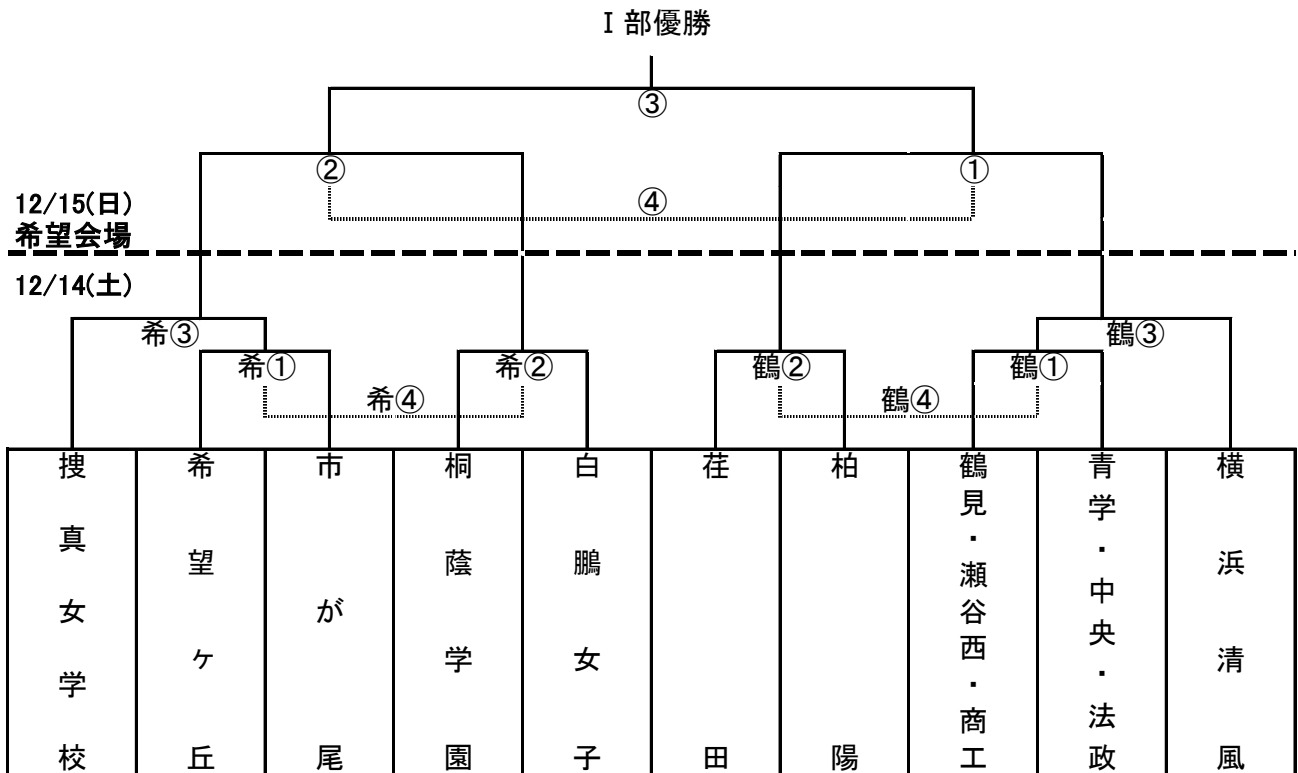 Ⅰ部優勝
③
② ①
④
12/15(日)
希望会場
12/14(土)
希③ 鶴③
希① 希② 鶴② 鶴①
希④ 鶴④
捜真女学校
希望ヶ丘
市が尾
桐蔭学園
白鵬女子
荏田
柏陽
鶴見・瀬谷西・商工
青学・中央・法政
横浜清風